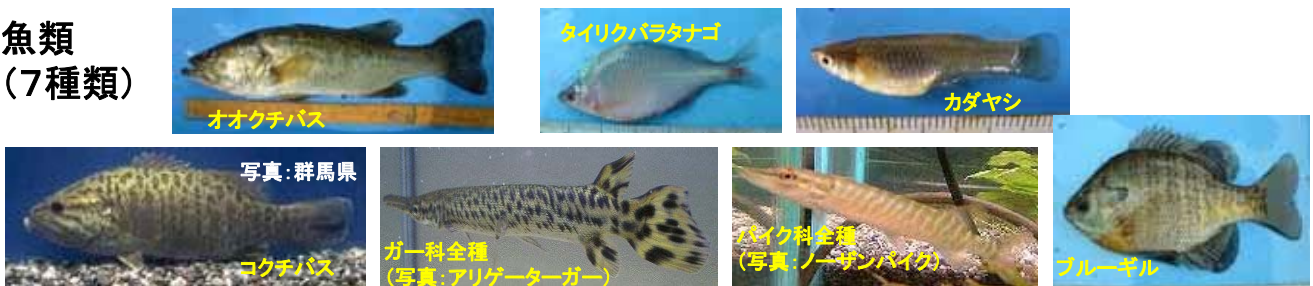 魚類
（7種類）
オオクチバス
タイリクバラタナゴ
カダヤシ
写真：群馬県
コクチバス
ガー科全種
（写真：アリゲーターガー）
パイク科全種
（写真：ノーザンパイク）
ブルーギル